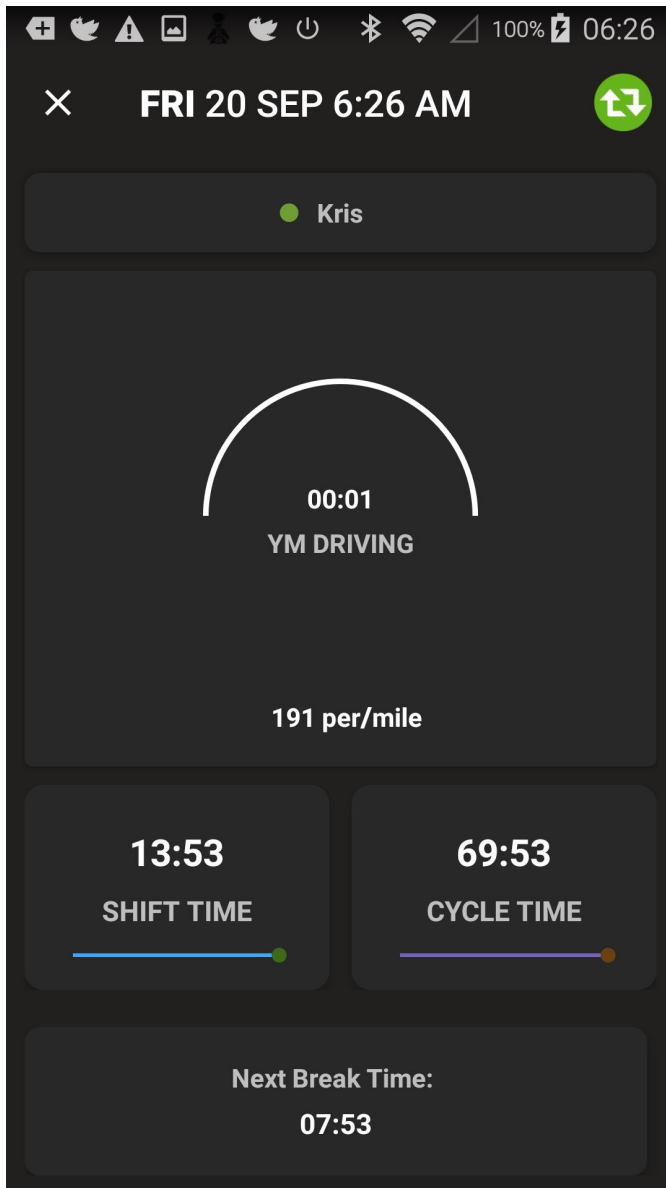 100% 06:26
FRI 20 SEP 6:26 AM
Kris
00:01
YM DRIVING
191 per/mile
13:53
SHIFT TIME
69:53
CYCLE TIME
Next Break Time:
07:53